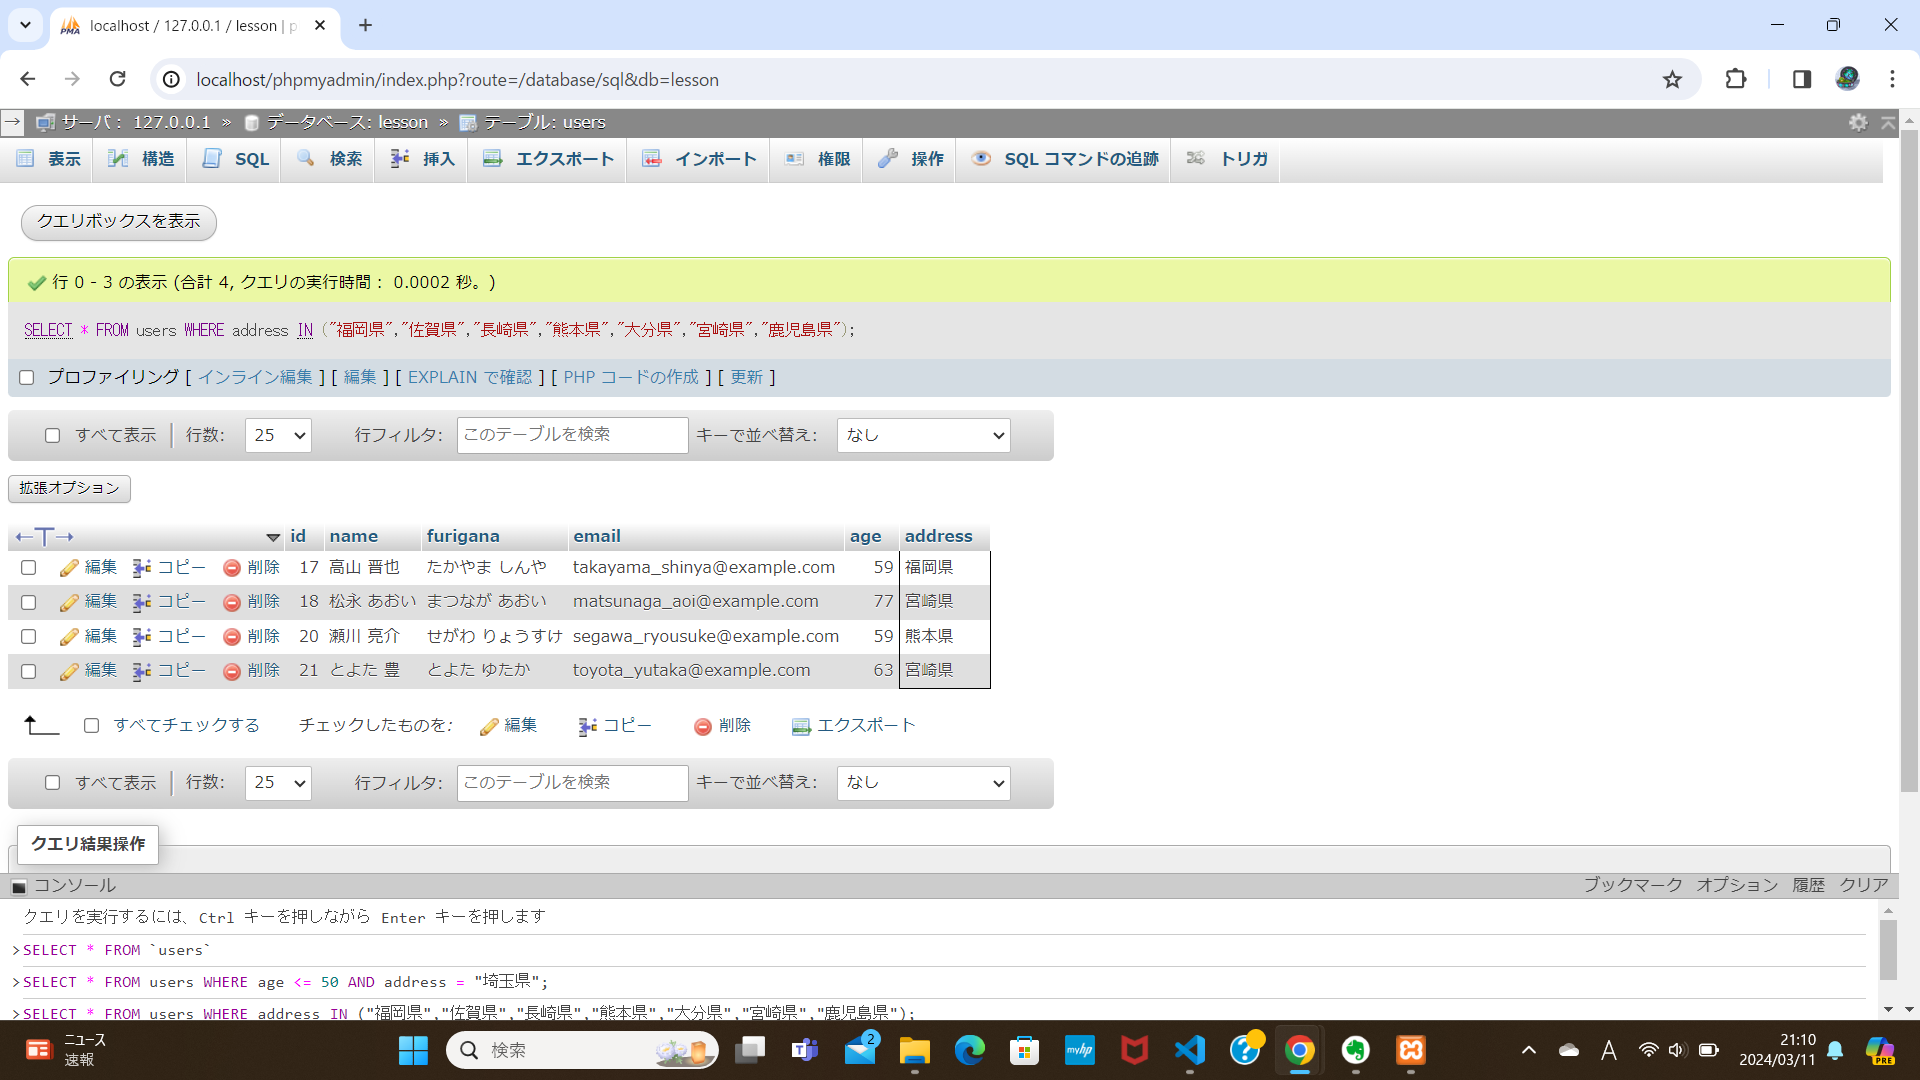 localhost / 127.0.0.1 / lesson | p
localhost/phpmyadmin/index.php?route=/database/sql&db=lesson
サーバ： 127.0.0.1 » データベース: lesson » テーブル: users
表示 構造 SQL 検索 挿入 エクスポート インポート 権限 操作 SQL コマンドの追跡 トリガ
クエリボックスを表示
行 0 - 3 の表示 (合計 4, クエリの実行時間： 0.0002 秒。)
SELECT * FROM users WHERE address IN ("福岡県","佐賀県","長崎県","熊本県","大分県","宮崎県","鹿児島県");
プロファイリング [ インライン編集 ] [ 編集 ] [ EXPLAIN で確認 ] [ PHP コードの作成 ] [ 更新 ]
すべて表示 行数: 25 行フィルタ: このテーブルを検索 キーで並べ替え: なし
拡張オプション
id name furigana email age address
編集 コピー 削除 17 高山 晋也 たかやま しんや takayama_shinya@example.com 59 福岡県
編集 コピー 削除 18 松永 あおい まつなが あおい matsunaga_aoi@example.com 77 宮崎県
編集 コピー 削除 20 瀬川 亮介 せがわ りょうすけ segawa_ryousuke@example.com 59 熊本県
編集 コピー 削除 21 とよた 豊 とよた ゆたか toyota_yutaka@example.com 63 宮崎県
すべてチェックする チェックしたものを: 編集 コピー 削除 エクスポート
すべて表示 行数: 25 行フィルタ: このテーブルを検索 キーで並べ替え: なし
クエリ結果操作
コンソール ブックマーク オプション 履歴 クリア
クエリを実行するには、Ctrl キーを押しながら Enter キーを押します
>SELECT * FROM `users`
>SELECT * FROM users WHERE age <= 50 AND address = "埼玉県";
>SELECT * FROM users WHERE address IN ("福岡県","佐賀県","長崎県","熊本県","大分県","宮崎県","鹿児島県");
ニュース
速報
検索
2
myhp
A
21:10
2024/03/11
PRE